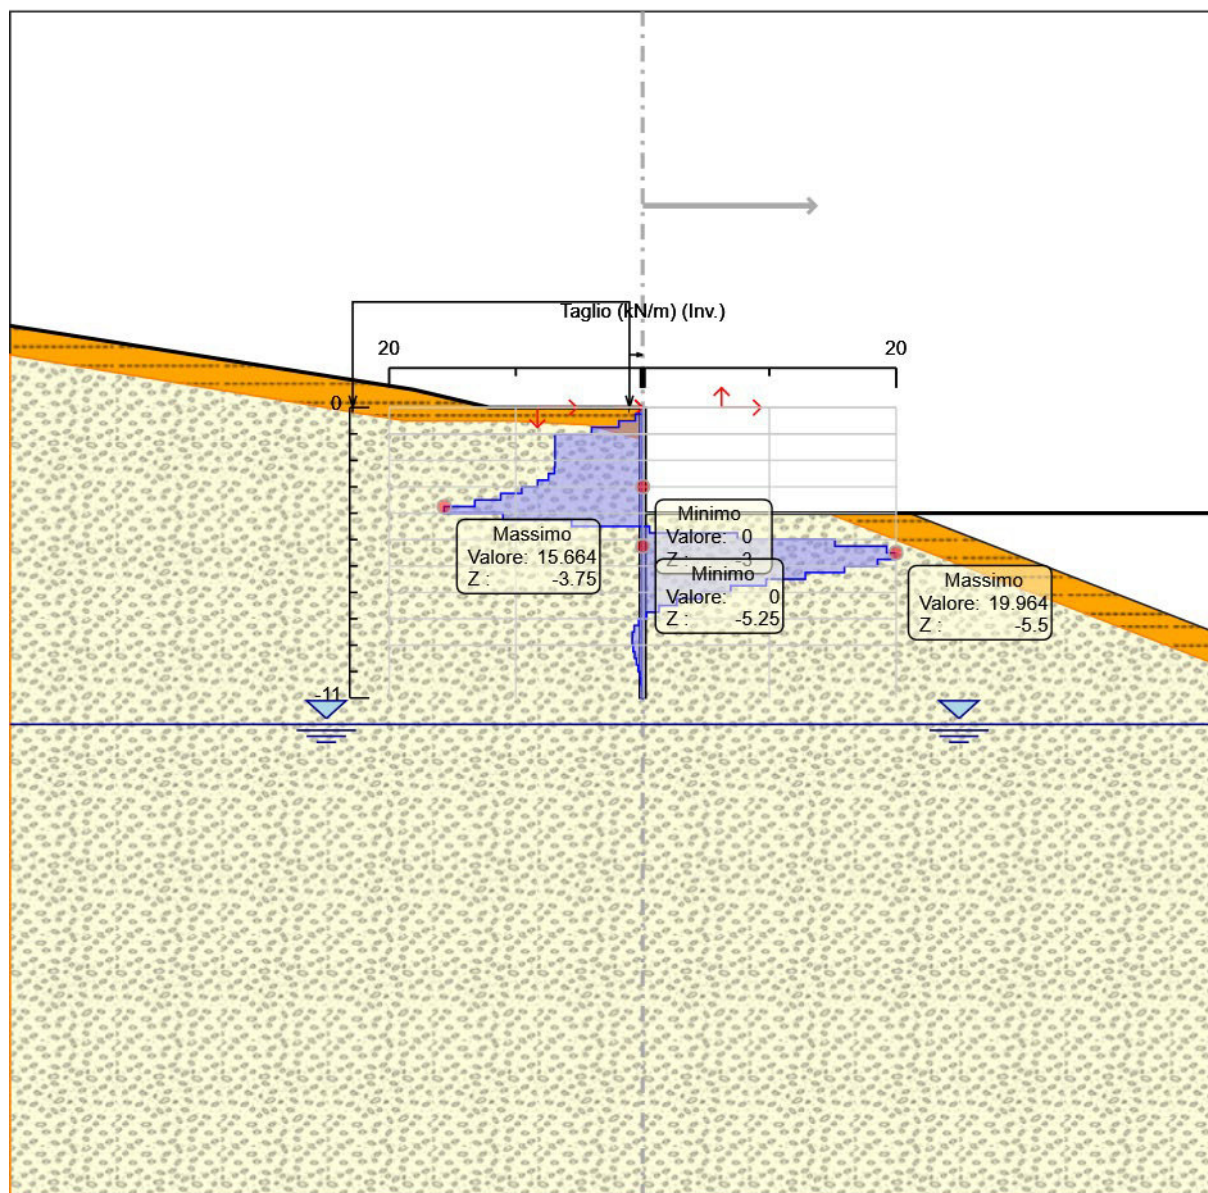 Taglio (kN/m) (Inv.)
20
20
0
Minimo
Valore: 0
Z : -3
Massimo
Valore: 15.664
Z : -3.75
Minimo
Valore: 0
Z : -5.25
Massimo
Valore: 19.964
Z : -5.5
-11